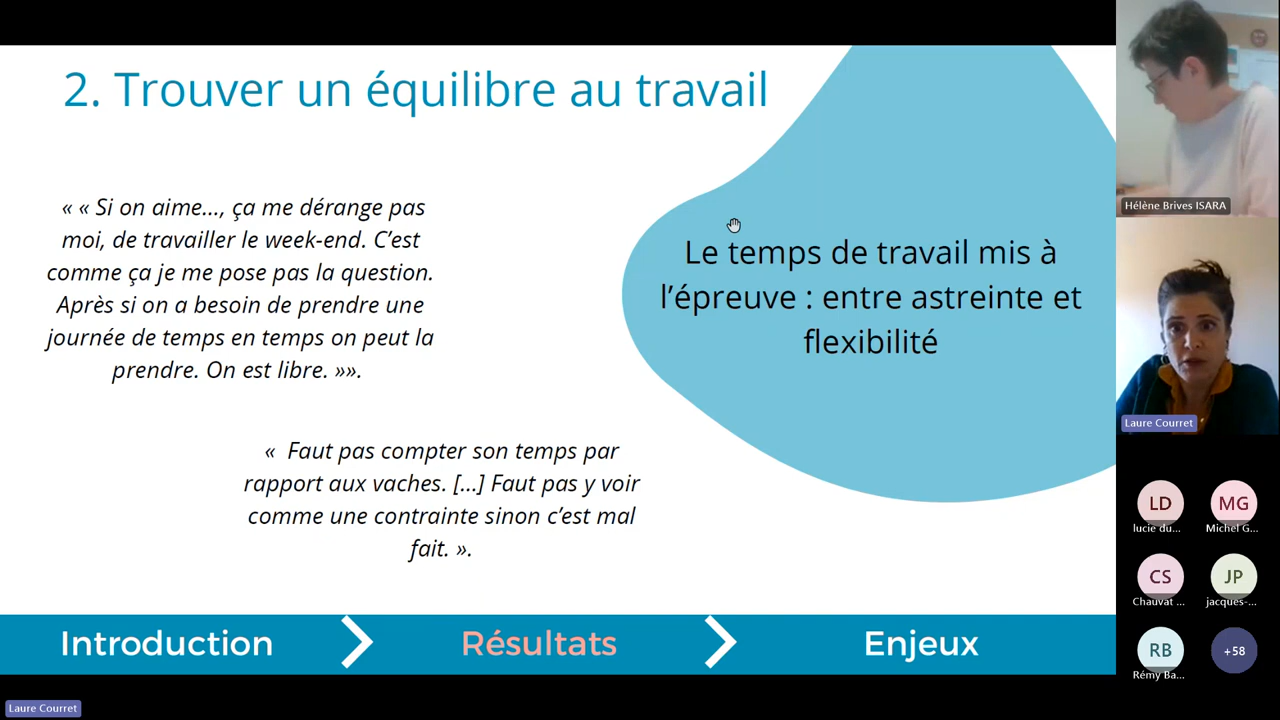 2. Trouver un équilibre au travail
« « Si on aime..., ça me dérange pas
moi, de travailler le week-end. C’est
comme ça je me pose pas la question.
Après si on a besoin de prendre une
journée de temps en temps on peut la
prendre. On est libre. »».
« Faut pas compter son temps par
rapport aux vaches. [...] Faut pas y voir
comme une contrainte sinon c’est mal
fait. ».
Le temps de travail mis à
l’épreuve : entre astreinte et
flexibilité
Introduction
Résultats
Enjeux
Hélène Brives ISARA
Laure Courret
LD
lucie du...
MG
Michel G...
CS
Chauvat ...
JP
jacques-...
RB
Rémy Ba...
+58
Laure Courret